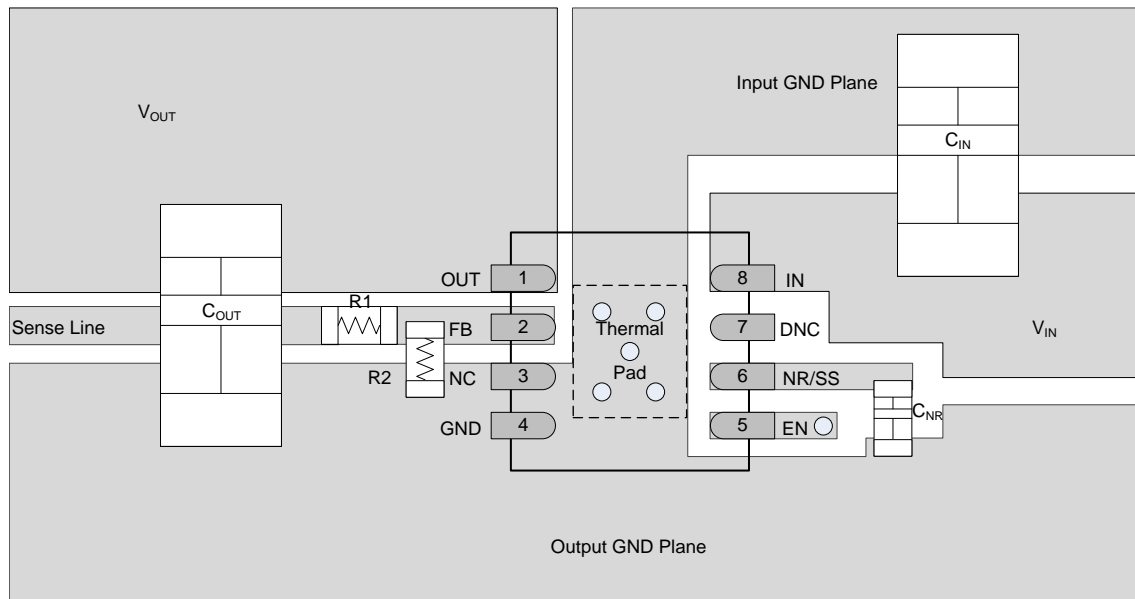 Input GND Plane
VOUT
CIN
OUT 1 8 IN
R1
COUT
Sense Line
FB 2 Thermal 7 DNC
VIN
R2 NC 3 Pad 6 NR/SS
CNR
GND 4 5 EN
Output GND Plane